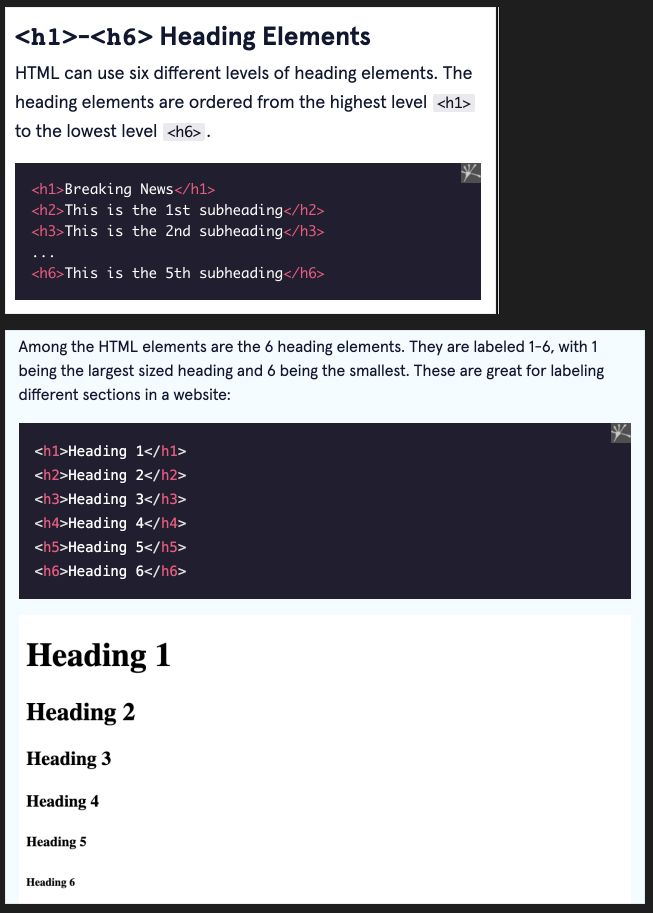 <h1>-<h6> Heading Elements
HTML can use six different levels of heading elements. The
heading elements are ordered from the highest level <h1>
to the lowest level <h6>.
<h1>Breaking News</h1>
<h2>This is the 1st subheading</h2>
<h3>This is the 2nd subheading</h3>
...
<h6>This is the 5th subheading</h6>
Among the HTML elements are the 6 heading elements. They are labeled 1-6, with 1
being the largest sized heading and 6 being the smallest. These are great for labeling
different sections in a website:
<h1>Heading 1</h1>
<h2>Heading 2</h2>
<h3>Heading 3</h3>
<h4>Heading 4</h4>
<h5>Heading 5</h5>
<h6>Heading 6</h6>
Heading 1
Heading 2
Heading 3
Heading 4
Heading 5
Heading 6